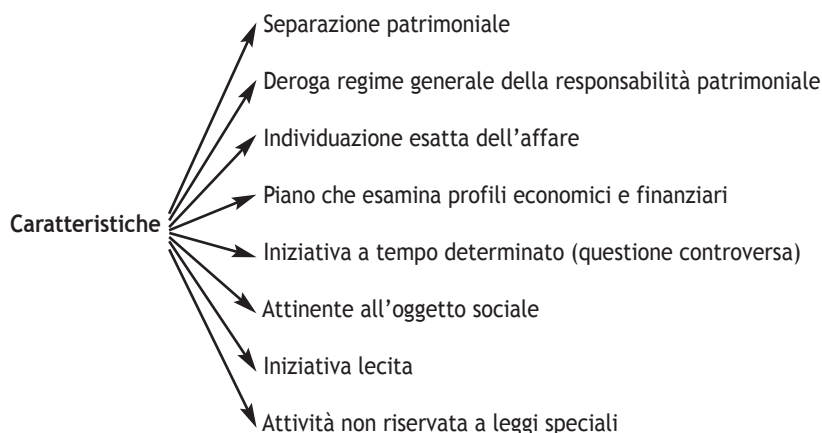 Separazione patrimoniale
Deroga regime generale della responsabilità patrimoniale
Individuazione esatta dell'affare
Piano che esamina profili economici e finanziari
Caratteristiche
Iniziativa a tempo determinato (questione controversa)
Attinente all'oggetto sociale
Iniziativa lecita
Attività non riservata a leggi speciali